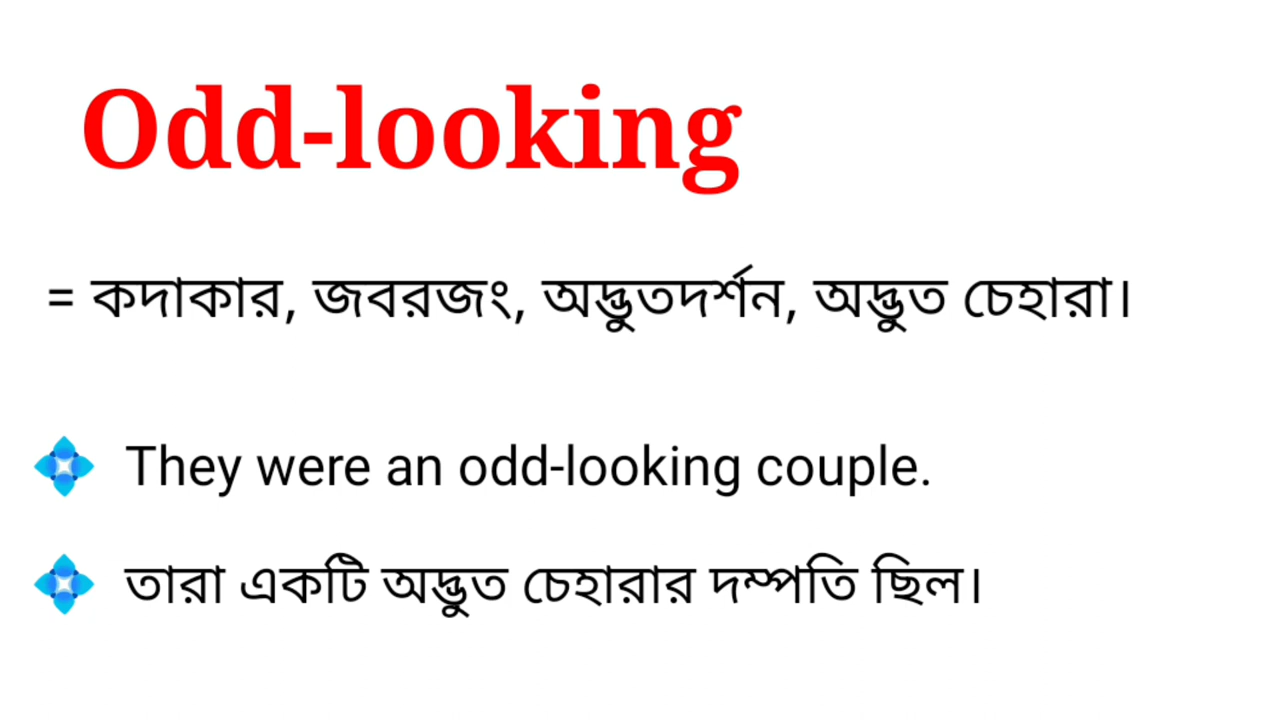 Odd-looking
= কদাকার, জবরজং, অদ্ভুতদর্শন, অদ্ভুত চেহারা।
They were an odd-looking couple.
তারা একটি অদ্ভুত চেহারার দম্পতি ছিল।